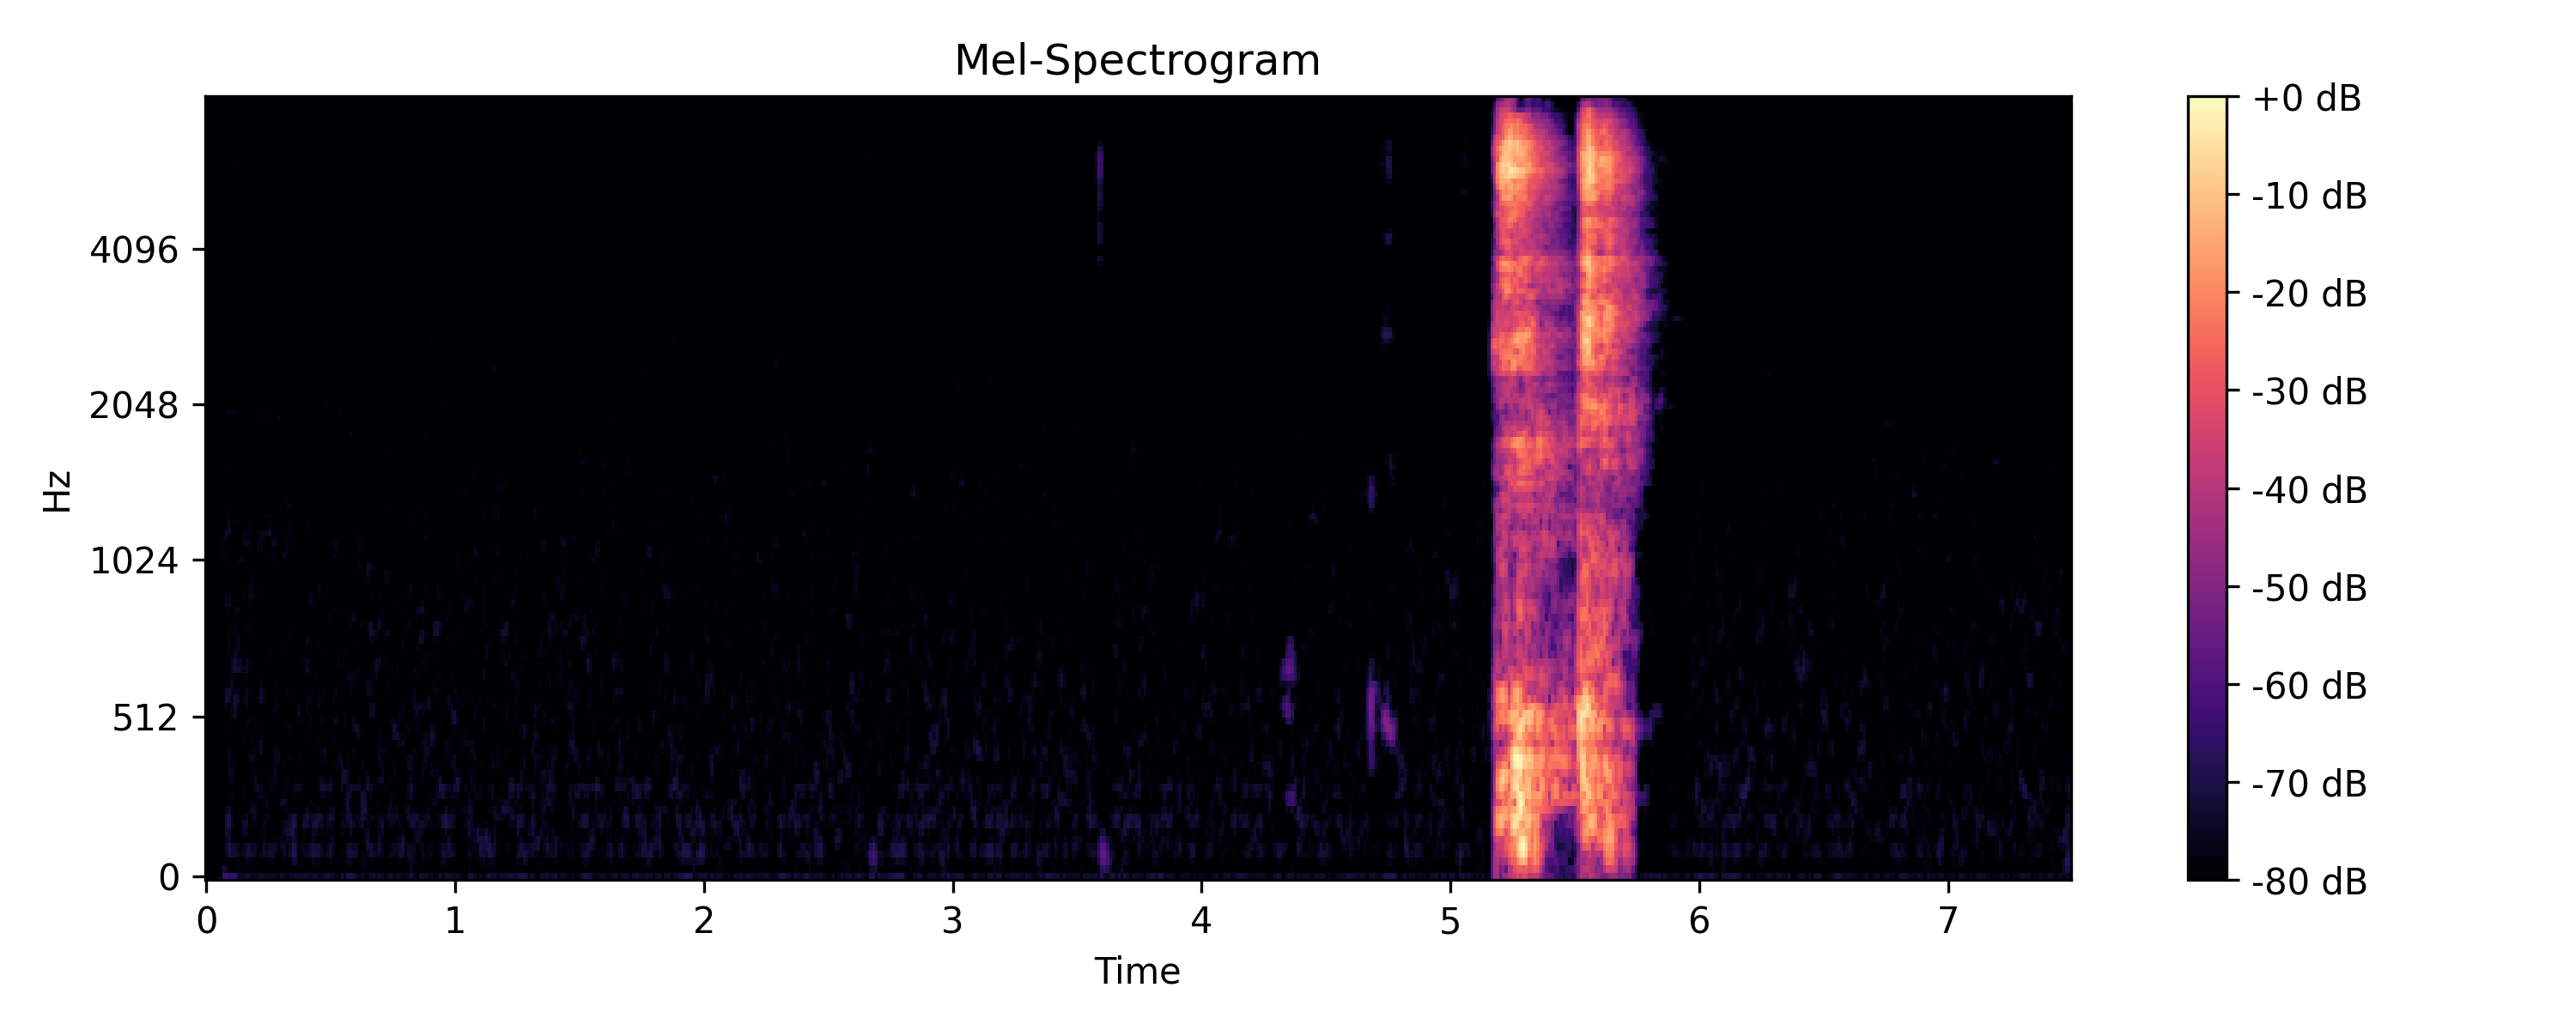 Mel-Spectrogram
+0 dB
-10 dB
-20 dB
-30 dB
-40 dB
-50 dB
-60 dB
-70 dB
-80 dB
Hz
4096
2048
1024
512
0
0 1 2 3 4 5 6 7
Time